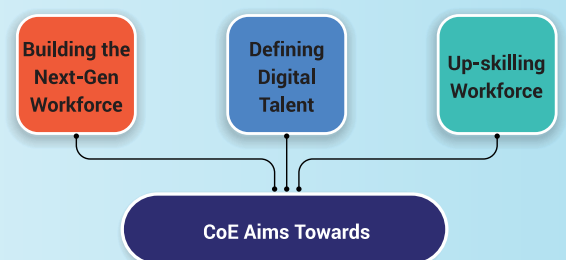 Building the
Next-Gen
Workforce
Defining
Digital
Talent
Up-skilling
Workforce
CoE Aims Towards